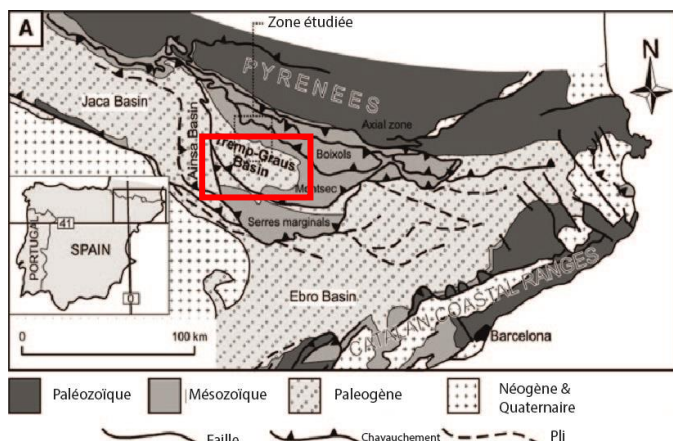 A
Zone étudiée
N
PYRENEES
Jaca Basin
Axial zone
Ainsa Basin
Tremp-Graus
Basin
Boixols
Montsec
Serres marginals
41
PORTUGAL
SPAIN
0
Ebro Basin
CATALAN COASTAL RANGES
Barcelona
0
100 km
Paléozoïque
Mésozoïque
Paleogène
Néogène &
Quaternaire
Faille
Chavauchement
Pli